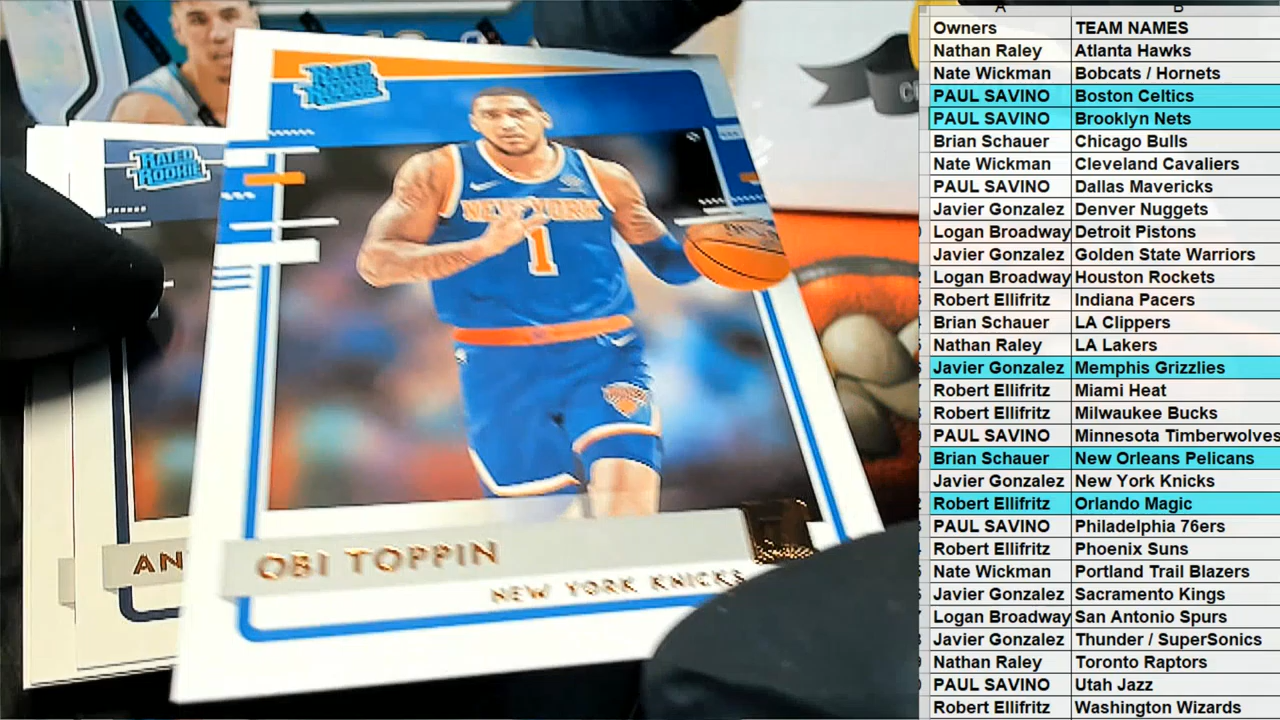 RATED
ROOKIE
RATED
ROOKIE
NEW YORK
1
OBI TOPPIN
NEW YORK KNICKS
AN
A B
Owners TEAM NAMES
Nathan Raley Atlanta Hawks
Nate Wickman Bobcats / Hornets
PAUL SAVINO Boston Celtics
PAUL SAVINO Brooklyn Nets
Brian Schauer Chicago Bulls
Nate Wickman Cleveland Cavaliers
PAUL SAVINO Dallas Mavericks
Javier Gonzalez Denver Nuggets
Logan Broadway Detroit Pistons
Javier Gonzalez Golden State Warriors
Logan Broadway Houston Rockets
Robert Ellifritz Indiana Pacers
Brian Schauer LA Clippers
Nathan Raley LA Lakers
Javier Gonzalez Memphis Grizzlies
Robert Ellifritz Miami Heat
Robert Ellifritz Milwaukee Bucks
PAUL SAVINO Minnesota Timberwolves
Brian Schauer New Orleans Pelicans
Javier Gonzalez New York Knicks
Robert Ellifritz Orlando Magic
PAUL SAVINO Philadelphia 76ers
Robert Ellifritz Phoenix Suns
Nate Wickman Portland Trail Blazers
Javier Gonzalez Sacramento Kings
Logan Broadway San Antonio Spurs
Javier Gonzalez Thunder / SuperSonics
Nathan Raley Toronto Raptors
PAUL SAVINO Utah Jazz
Robert Ellifritz Washington Wizards